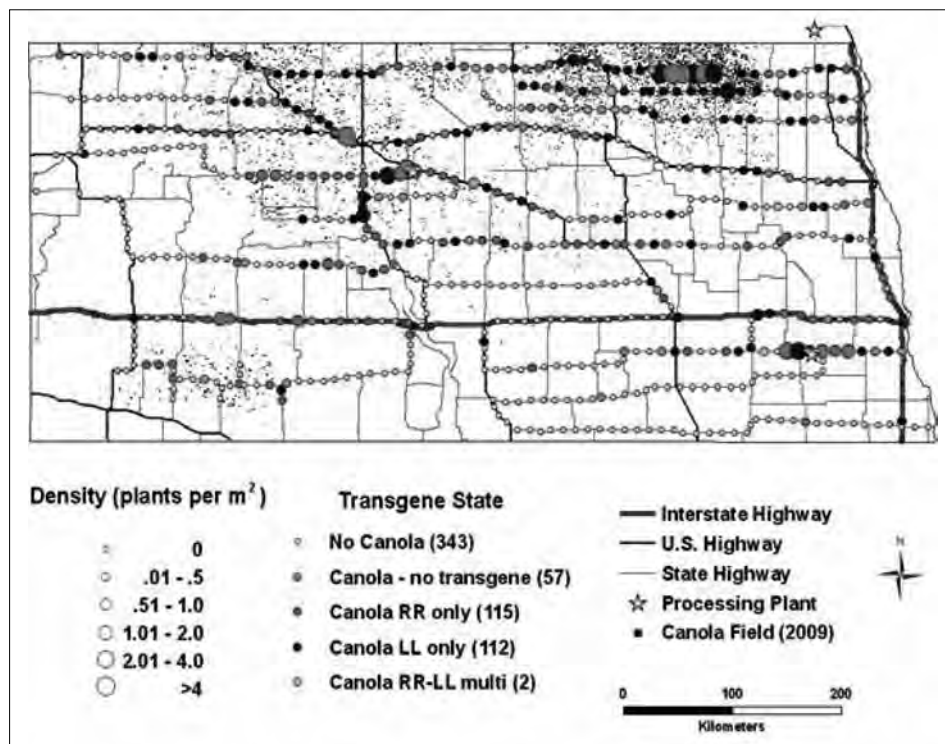 Density (plants per m²)
0
.01 - .5
.51 - 1.0
1.01 - 2.0
2.01 - 4.0
>4
Transgene State
No Canola (343)
Canola - no transgene (57)
Canola RR only (115)
Canola LL only (112)
Canola RR-LL multi (2)
Interstate Highway
U.S. Highway
State Highway
Processing Plant
Canola Field (2009)
N
0 100 200
Kilometers